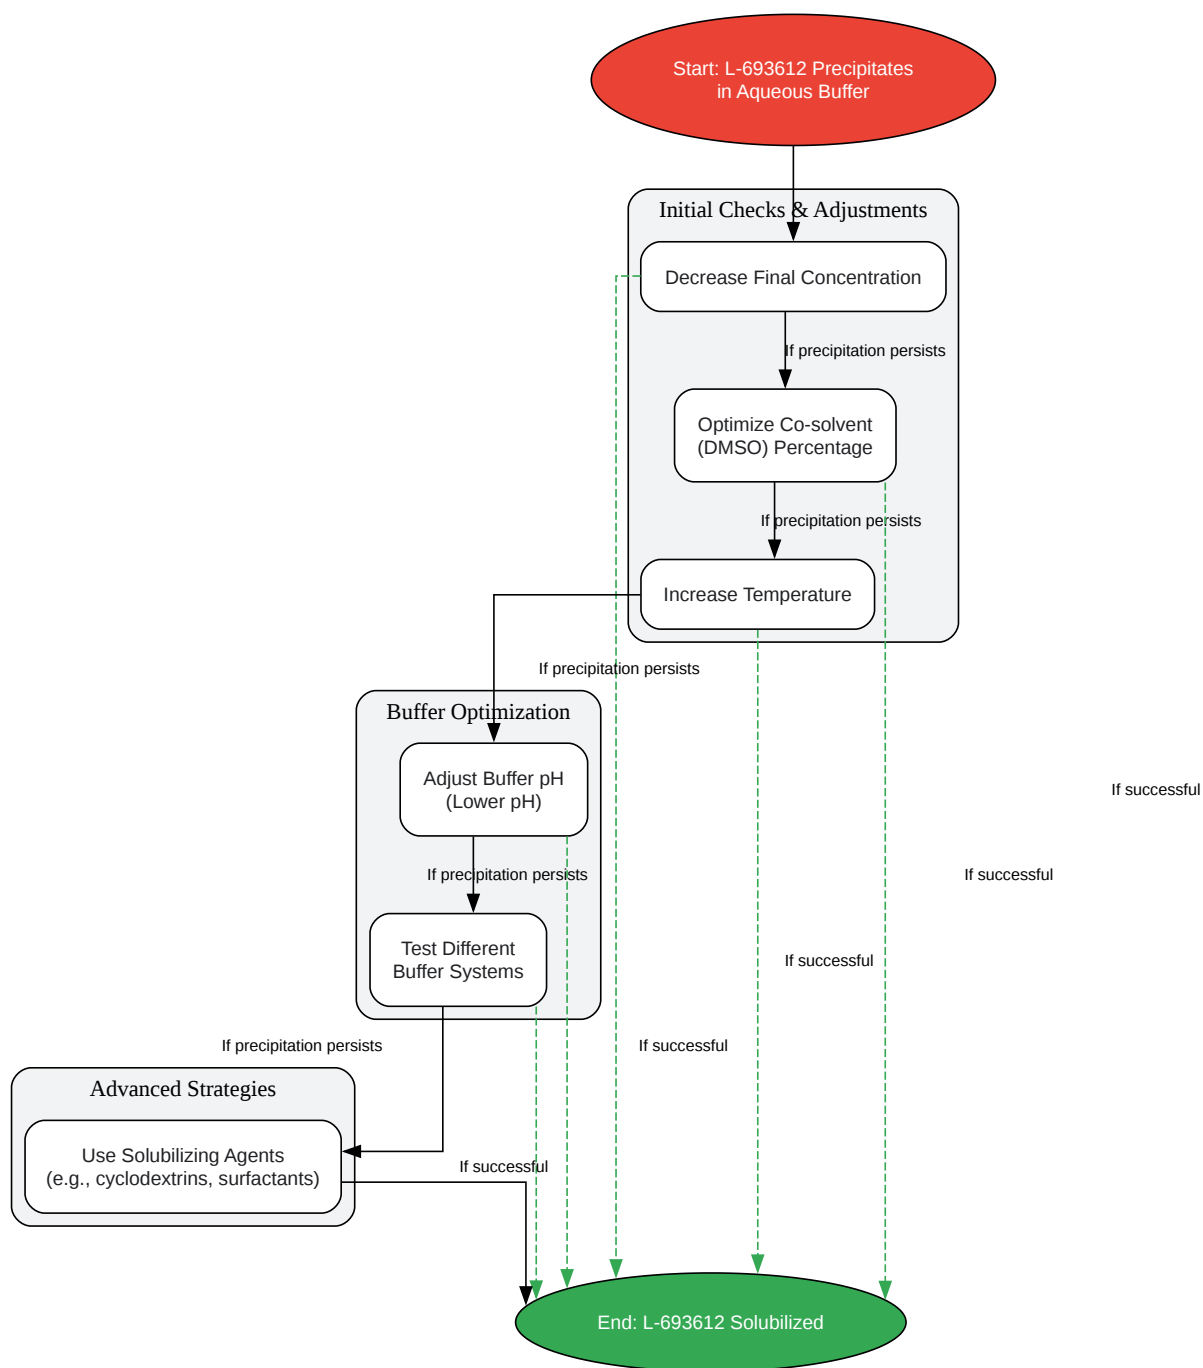 Start: L-693612 Precipitates
in Aqueous Buffer
Initial Checks & Adjustments
Decrease Final Concentration
If precipitation persists
Optimize Co-solvent
(DMSO) Percentage
If precipitation persists
Increase Temperature
If precipitation persists
Buffer Optimization
Adjust Buffer pH
(Lower pH)
If successful
If precipitation persists
If successful
Test Different
Buffer Systems
If successful
If precipitation persists
If successful
Advanced Strategies
Use Solubilizing Agents
(e.g., cyclodextrins, surfactants)
If successful
End: L-693612 Solubilized